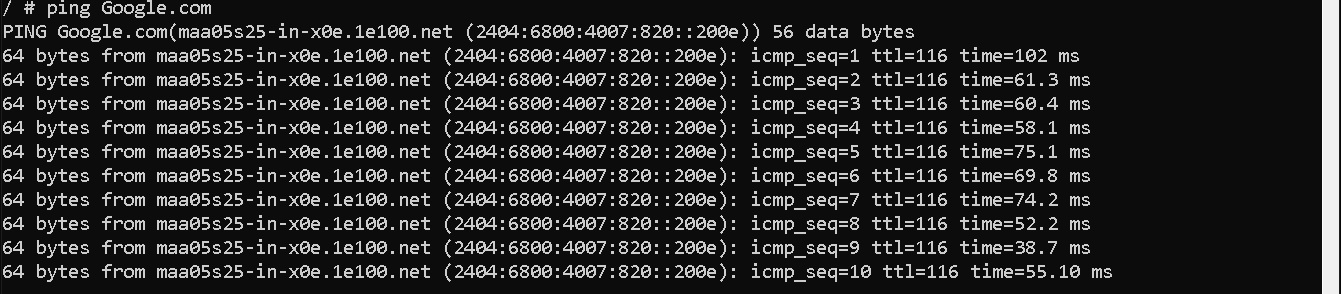 / # ping Google.com
PING Google.com(maa05s25-in-x0e.1e100.net (2404:6800:4007:820::200e)) 56 data bytes
64 bytes from maa05s25-in-x0e.1e100.net (2404:6800:4007:820::200e): icmp_seq=1 ttl=116 time=102 ms
64 bytes from maa05s25-in-x0e.1e100.net (2404:6800:4007:820::200e): icmp_seq=2 ttl=116 time=61.3 ms
64 bytes from maa05s25-in-x0e.1e100.net (2404:6800:4007:820::200e): icmp_seq=3 ttl=116 time=60.4 ms
64 bytes from maa05s25-in-x0e.1e100.net (2404:6800:4007:820::200e): icmp_seq=4 ttl=116 time=58.1 ms
64 bytes from maa05s25-in-x0e.1e100.net (2404:6800:4007:820::200e): icmp_seq=5 ttl=116 time=75.1 ms
64 bytes from maa05s25-in-x0e.1e100.net (2404:6800:4007:820::200e): icmp_seq=6 ttl=116 time=69.8 ms
64 bytes from maa05s25-in-x0e.1e100.net (2404:6800:4007:820::200e): icmp_seq=7 ttl=116 time=74.2 ms
64 bytes from maa05s25-in-x0e.1e100.net (2404:6800:4007:820::200e): icmp_seq=8 ttl=116 time=52.2 ms
64 bytes from maa05s25-in-x0e.1e100.net (2404:6800:4007:820::200e): icmp_seq=9 ttl=116 time=38.7 ms
64 bytes from maa05s25-in-x0e.1e100.net (2404:6800:4007:820::200e): icmp_seq=10 ttl=116 time=55.10 ms